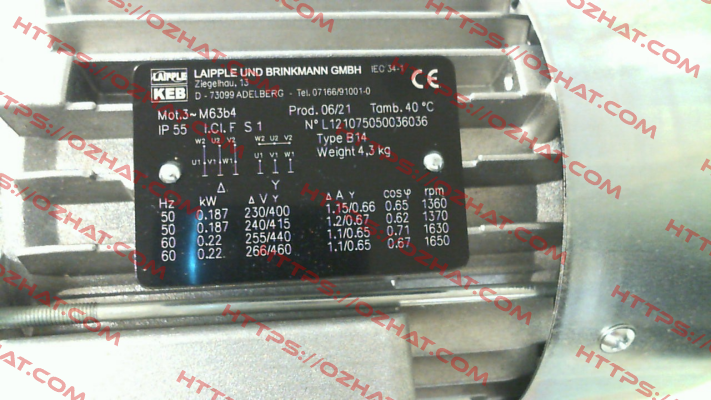 LAIPPLE KEB
LAIPPLE UND BRINKMANN GMBH IEC 34-1 CE
Ziegelhau, 13
D - 73099 ADELBERG - Tel. 07166/91001-0
Mot.3~ M63b4 Prod. 06/21 Tamb. 40 °C
IP 55 I.Cl. F S 1 N° L121075050036036
Type B14
Weight 4,3 kg
W2 U2 V2 W2 U2 V2
U1 V1 W1 U1 V1 W1
Δ Y
Hz kW Δ V Y Δ A Y cosφ rpm
50 0.187 230/400 1.15/0.66 0.65 1360
50 0.187 240/415 1.2/0.67 0.62 1370
60 0.22 255/440 1.1/0.65 0.71 1630
60 0.22 266/460 1.1/0.65 0.67 1650
HTTPS://OZHAT.COM